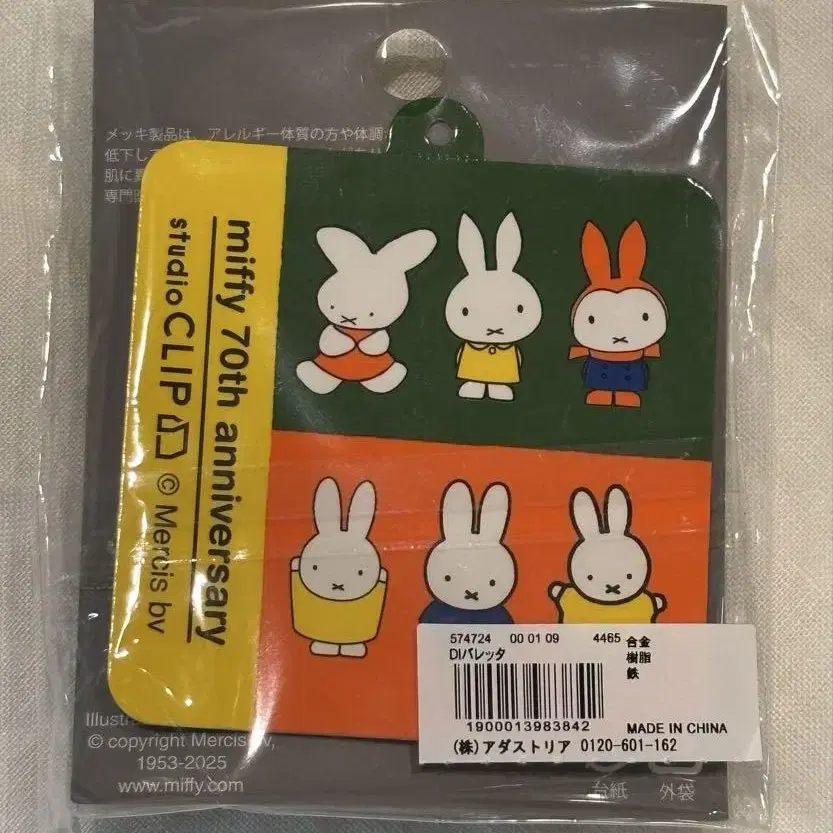 メッキ製品は、アレルギー体質の方や体調
低下し
肌に
専門
miffy 70th anniversary
studio CLIP © Mercis bv
574724 00 01 09 4465 合金
DIバレッタ 樹脂
鉄
1900013983842 MADE IN CHINA
(株)アダストリア 0120-601-162
© copyright Mercis bv,
1953-2025
www.miffy.com
台紙 外袋